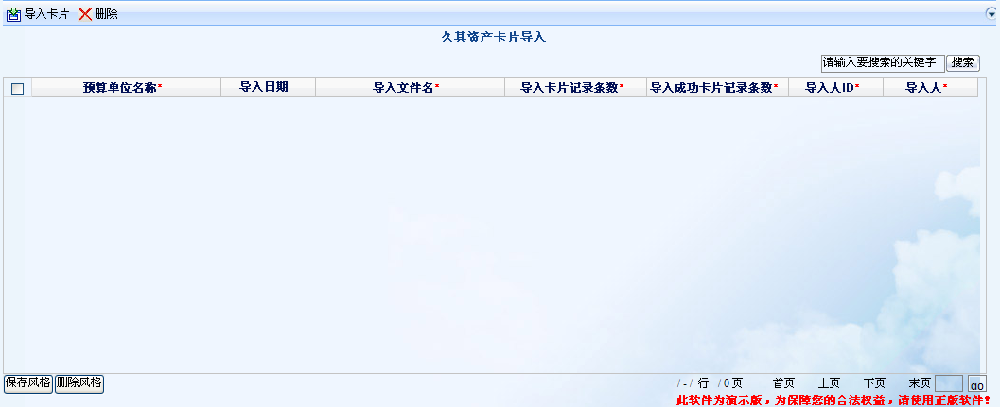 导入卡片 删除
久其资产卡片导入
请输入要搜索的关键字 搜索
预算单位名称* 导入日期 导入文件名* 导入卡片记录条数* 导入成功卡片记录条数* 导入人ID* 导入人*
保存风格 删除风格 / - / 行 / 0 页 首页 上页 下页 末页 go
此软件为演示版，为保障您的合法权益，请使用正版软件!